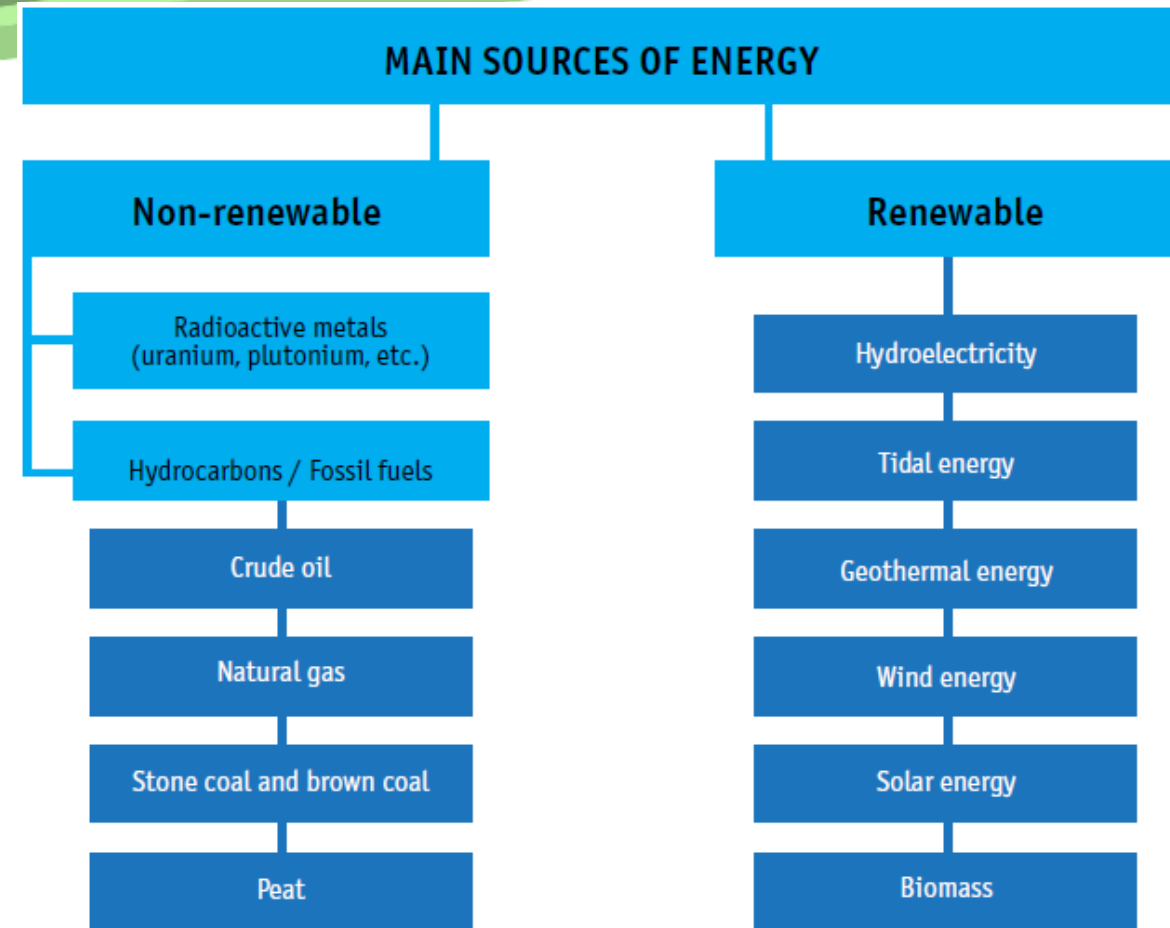 MAIN SOURCES OF ENERGY
Non-renewable
Radioactive metals
(uranium, plutonium, etc.)
Hydrocarbons / Fossil fuels
Crude oil
Natural gas
Stone coal and brown coal
Peat
Renewable
Hydroelectricity
Tidal energy
Geothermal energy
Wind energy
Solar energy
Biomass